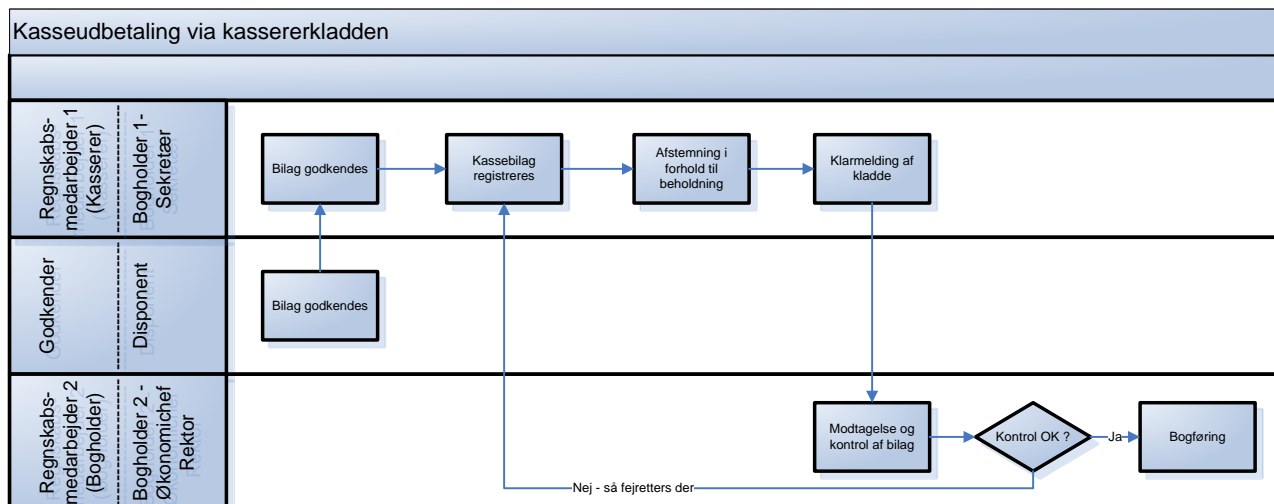 Kasseudbetaling via kassererkladden
Regnskabs-
medarbejder 1
(Kasserer)
Bogholder 1-
Sekretær
Bilag godkendes
Kassebilag
registreres
Afstemning i
forhold til
beholdning
Klarmelding af
kladde
Godkender
Disponent
Bilag godkendes
Regnskabs-
medarbejder 2
(Bogholder)
Bogholder 2 -
Økonomichef
Rektor
Modtagelse og
kontrol af bilag
Kontrol OK ?
Ja
Bogføring
Nej - så fejretters der